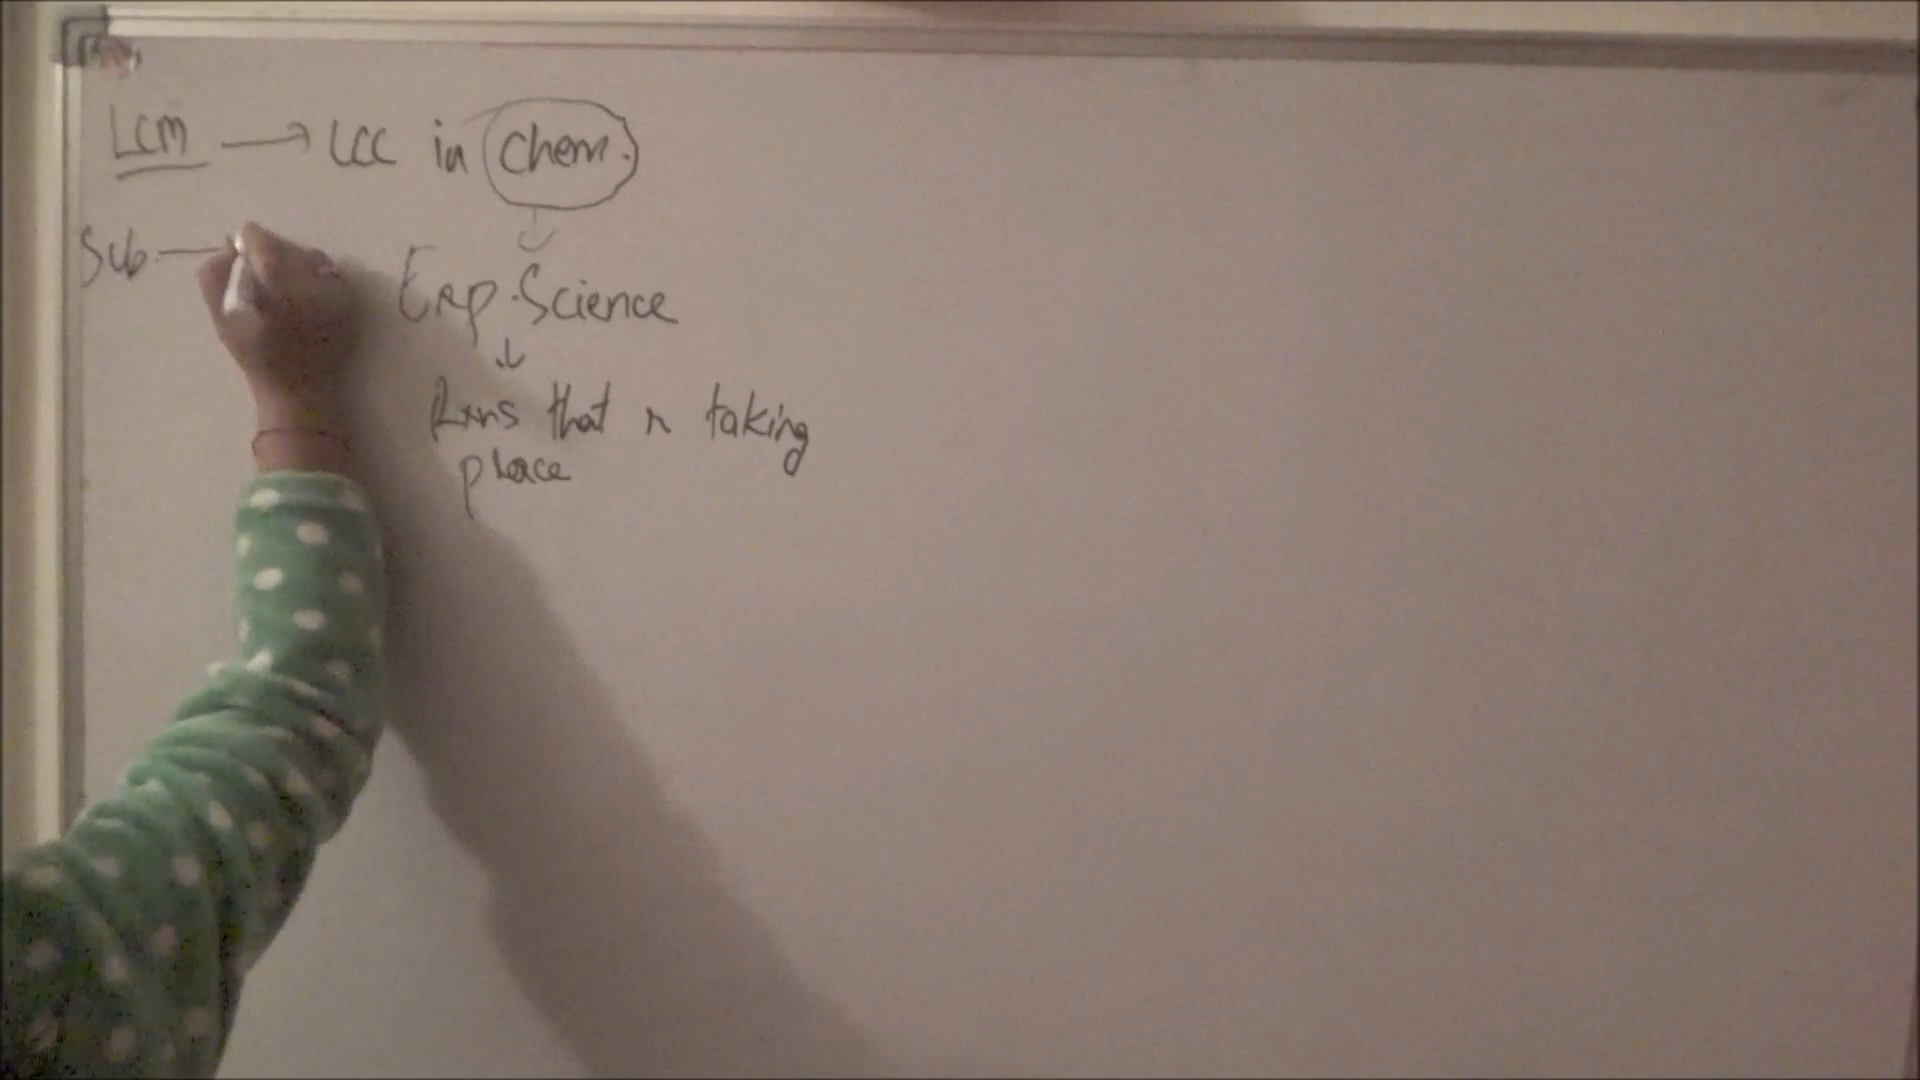 LCM → LCC in chem.
Sub —
Exp. Science
↓
Rxns that r taking
place